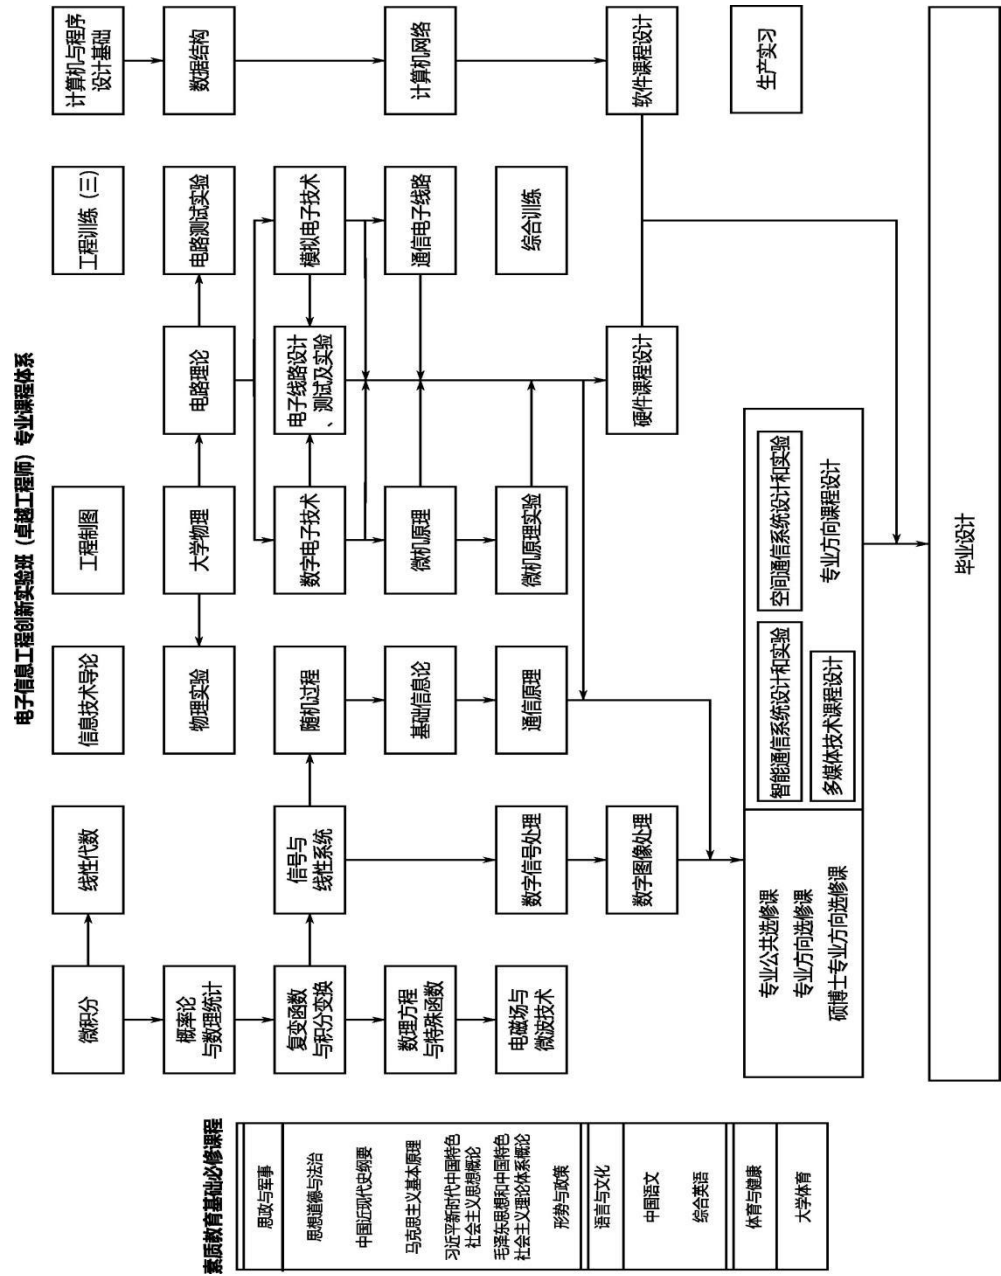 电子信息工程创新实验班（卓越工程师）专业课程体系
素质教育基础必修课程
思政与军事
思想道德与法治
中国近现代史纲要
马克思主义基本原理
习近平新时代中国特色
社会主义思想概论
毛泽东思想和中国特色
社会主义理论体系概论
形势与政策
语言与文化
中国语文
综合英语
体育与健康
大学体育
微积分
线性代数
信息技术导论
工程制图
工程训练（三）
计算机与程序
设计基础
概率论
与数理统计
物理实验
大学物理
电路理论
电路测试实验
数据结构
复变函数
与积分变换
信号与
线性系统
随机过程
数字电子技术
电子线路设计
、测试及实验
模拟电子技术
数理方程
与特殊函数
基础信息论
微机原理
通信电子线路
计算机网络
电磁场与
微波技术
数字信号处理
通信原理
微机原理实验
综合训练
数字图像处理
硬件课程设计
软件课程设计
生产实习
专业公共选修课
专业方向选修课
硕博士专业方向选修课
智能通信系统设计和实验
空间通信系统设计和实验
多媒体技术课程设计
专业方向课程设计
毕业设计